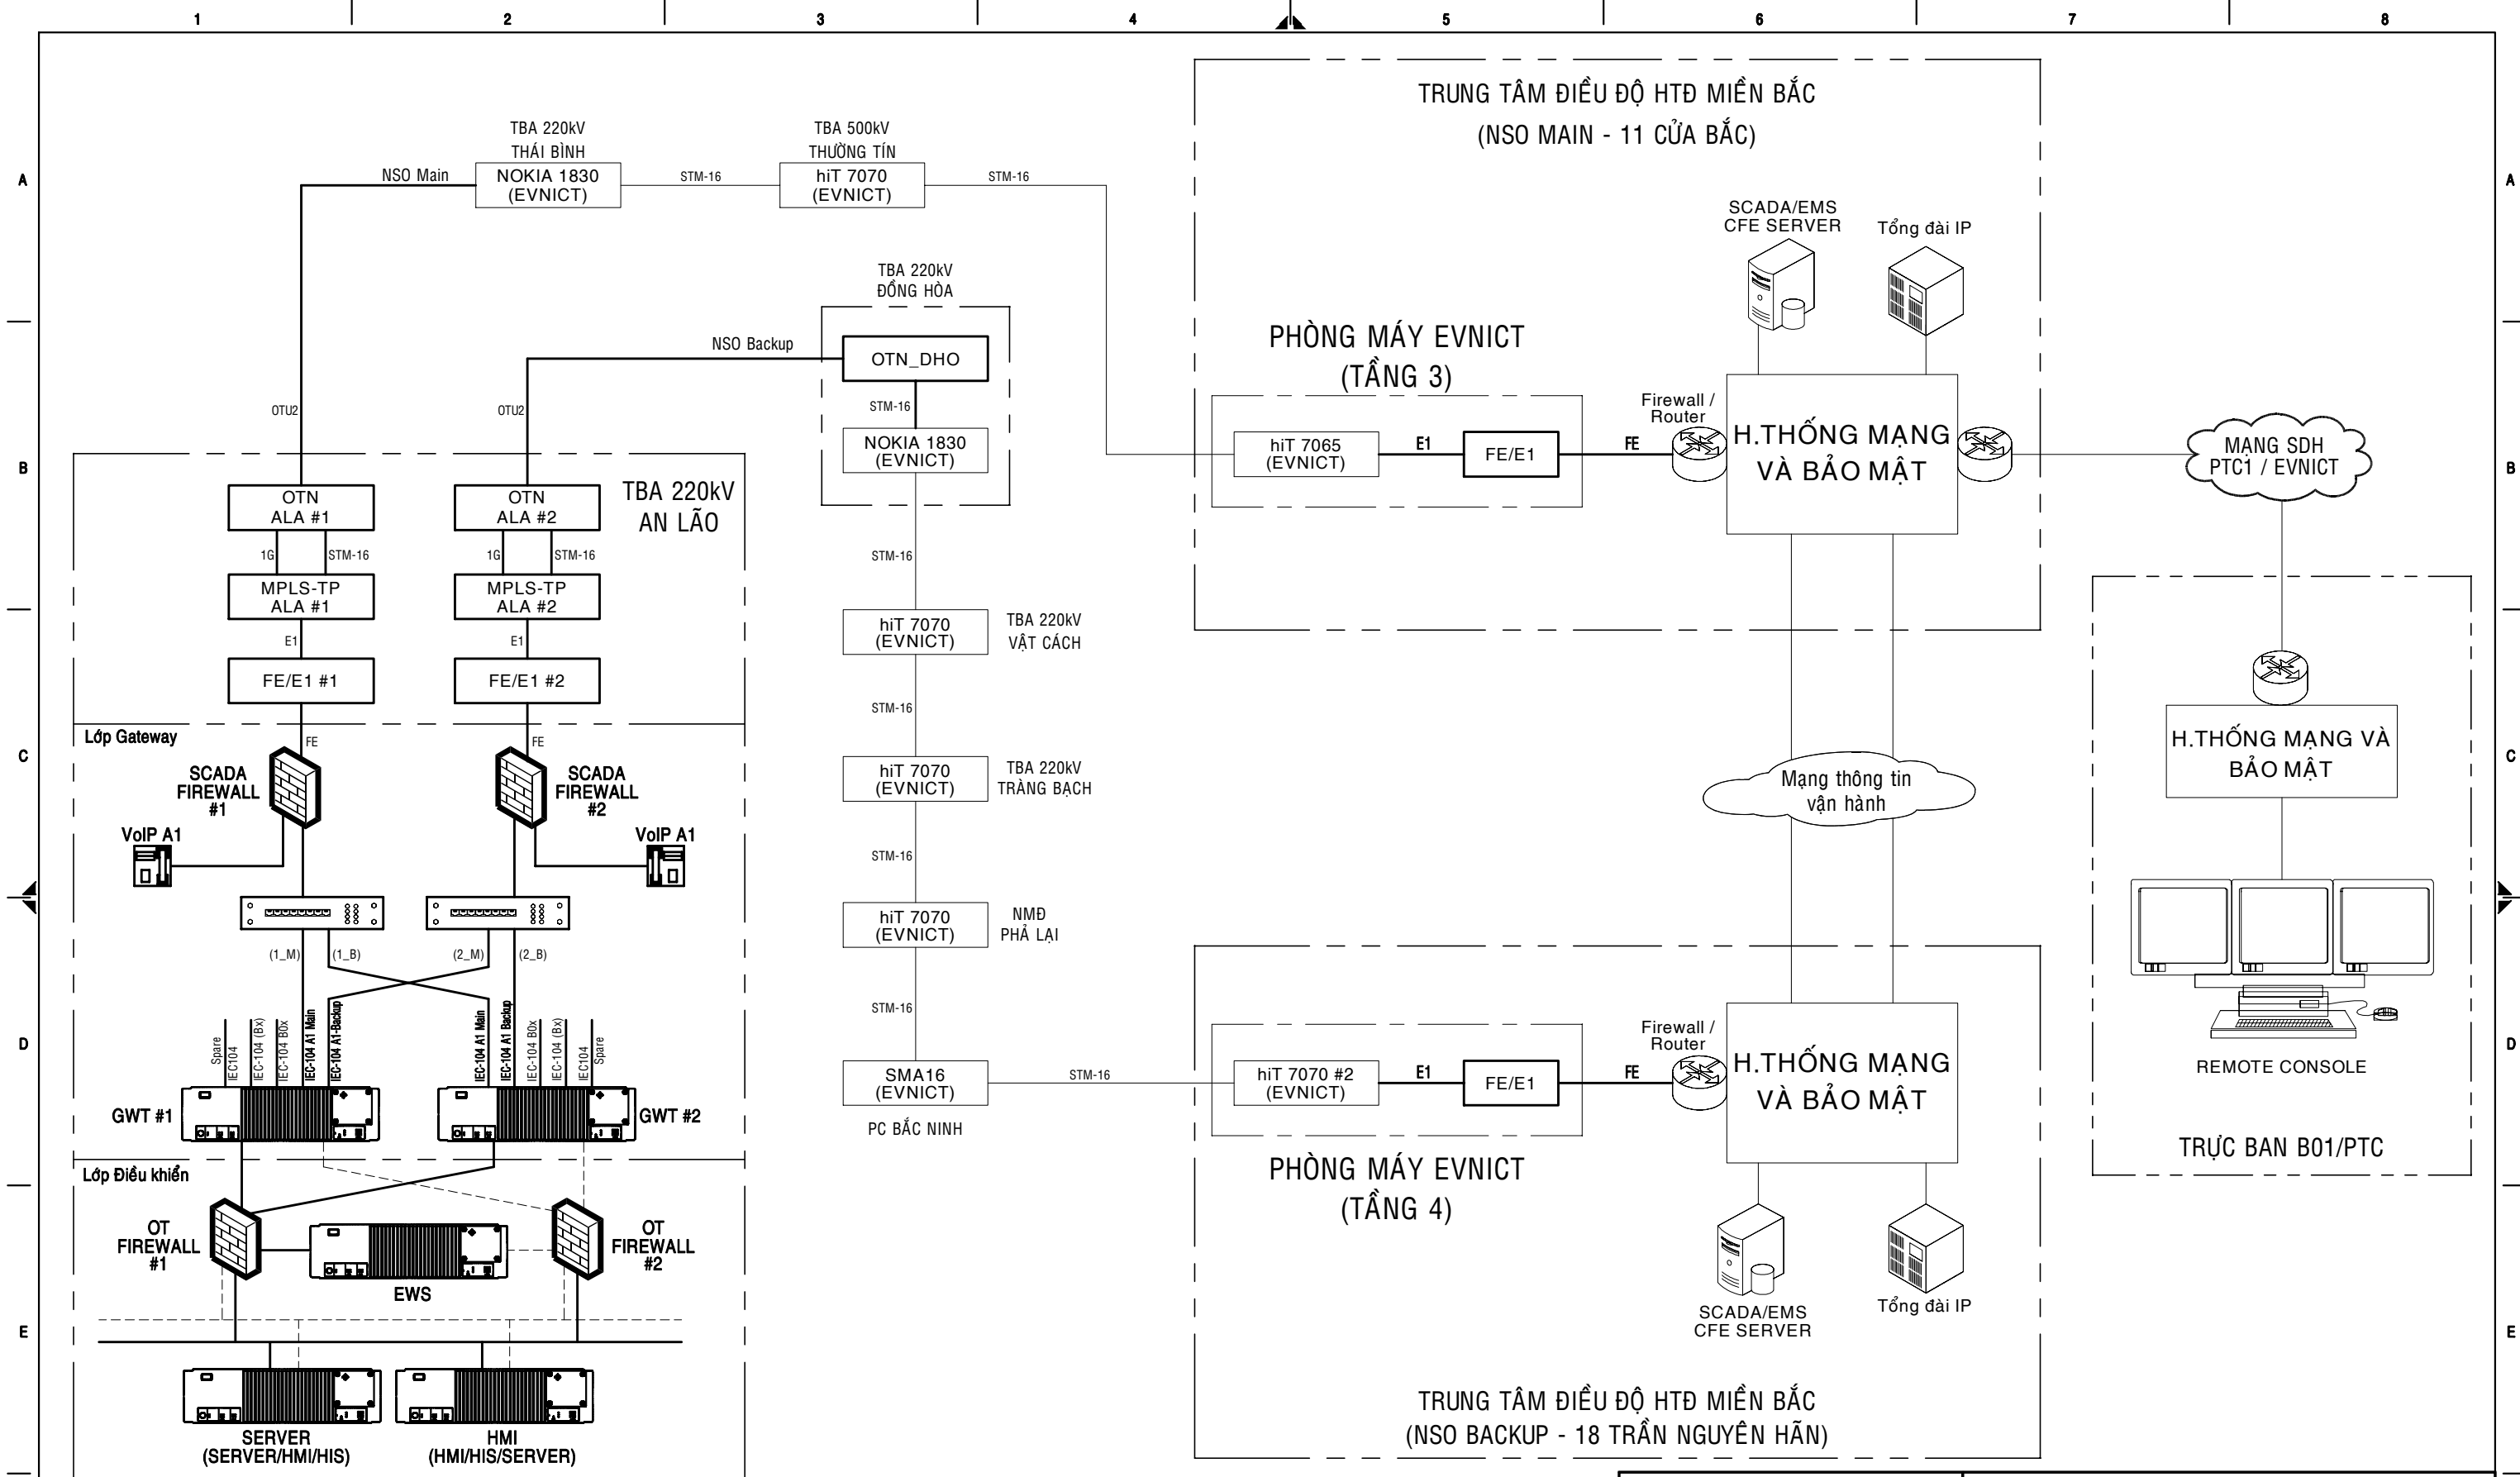 1 2 3 4 5 6 7 8
A
B
C
D
E
A
B
C
D
E
TBA 220kV
THÁI BÌNH
NOKIA 1830
(EVNICT)
NSO Main
STM-16
TBA 500kV
THƯỜNG TÍN
hiT 7070
(EVNICT)
STM-16
TBA 220kV
ĐỒNG HÒA
NSO Backup
OTN_DHO
STM-16
NOKIA 1830
(EVNICT)
STM-16
hiT 7070
(EVNICT)
TBA 220kV
VẬT CÁCH
STM-16
hiT 7070
(EVNICT)
TBA 220kV
TRÀNG BẠCH
STM-16
hiT 7070
(EVNICT)
NMĐ
PHẢ LẠI
STM-16
SMA16
(EVNICT)
PC BẮC NINH
STM-16
OTU2
OTU2
TBA 220kV
AN LÃO
OTN
ALA #1
OTN
ALA #2
1G
STM-16
1G
STM-16
MPLS-TP
ALA #1
MPLS-TP
ALA #2
E1
E1
FE/E1 #1
FE/E1 #2
Lớp Gateway
FE
FE
SCADA
FIREWALL
#1
SCADA
FIREWALL
#2
VoIP A1
VoIP A1
(1_M)
(1_B)
(2_M)
(2_B)
Spare
IEC104
IEC-104 (Bx)
IEC-104 B0x
IEC-104 A1 Main
IEC-104 A1-Backup
IEC-104 A1 Main
IEC-104 A1 Backup
IEC-104 B0x
IEC-104 (Bx)
IEC104
Spare
GWT #1
GWT #2
Lớp Điều khiển
OT
FIREWALL
#1
OT
FIREWALL
#2
EWS
SERVER
(SERVER/HMI/HIS)
HMI
(HMI/HIS/SERVER)
TRUNG TÂM ĐIỀU ĐỘ HTĐ MIỀN BẮC
(NSO MAIN - 11 CỬA BẮC)
SCADA/EMS
CFE SERVER
Tổng đài IP
PHÒNG MÁY EVNICT
(TẦNG 3)
hiT 7065
(EVNICT)
E1
FE/E1
FE
Firewall /
Router
H.THỐNG MẠNG
VÀ BẢO MẬT
Mạng thông tin
vận hành
hiT 7070 #2
(EVNICT)
E1
FE/E1
FE
Firewall /
Router
H.THỐNG MẠNG
VÀ BẢO MẬT
PHÒNG MÁY EVNICT
(TẦNG 4)
SCADA/EMS
CFE SERVER
Tổng đài IP
TRUNG TÂM ĐIỀU ĐỘ HTĐ MIỀN BẮC
(NSO BACKUP - 18 TRẦN NGUYÊN HÃN)
MẠNG SDH
PTC1 / EVNICT
H.THỐNG MẠNG VÀ
BẢO MẬT
REMOTE CONSOLE
TRỰC BAN B01/PTC